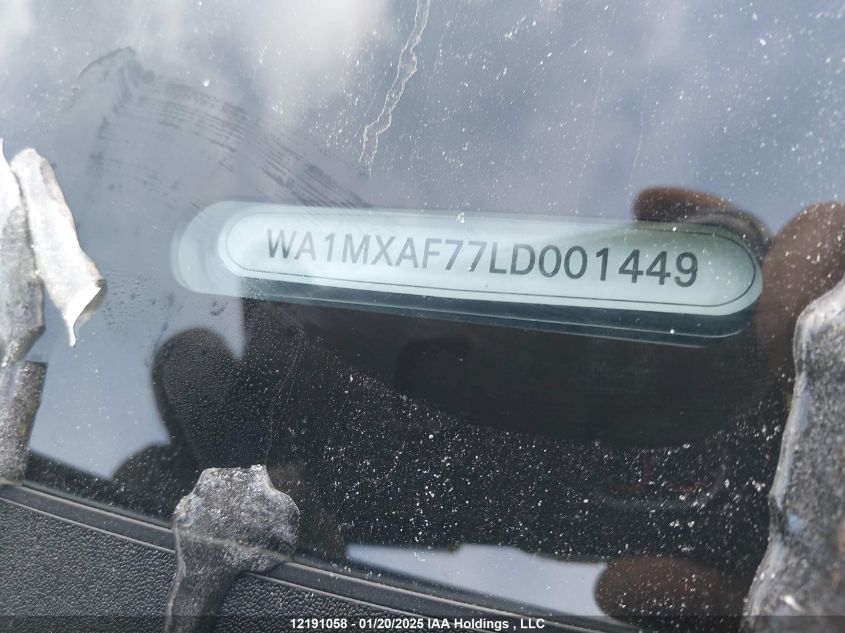 WA1MXAF77LD001449
12191058 - 01/20/2025 IAA Holdings , LLC